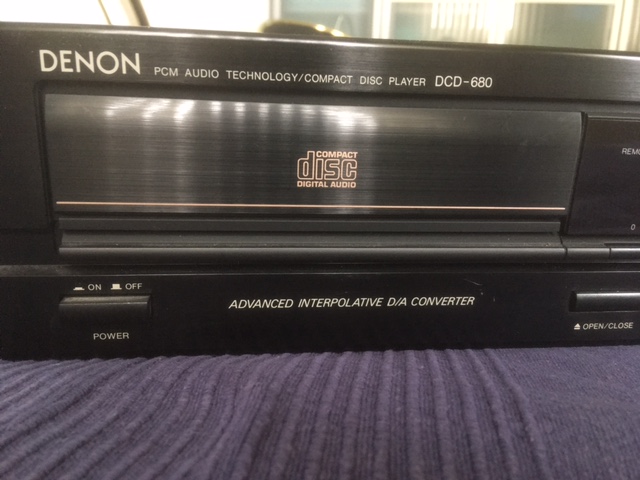 DENON PCM AUDIO TECHNOLOGY/COMPACT DISC PLAYER DCD-680
COMPACT
disc
DIGITAL AUDIO
0
ON OFF
ADVANCED INTERPOLATIVE D/A CONVERTER
POWER
OPEN/CLOSE